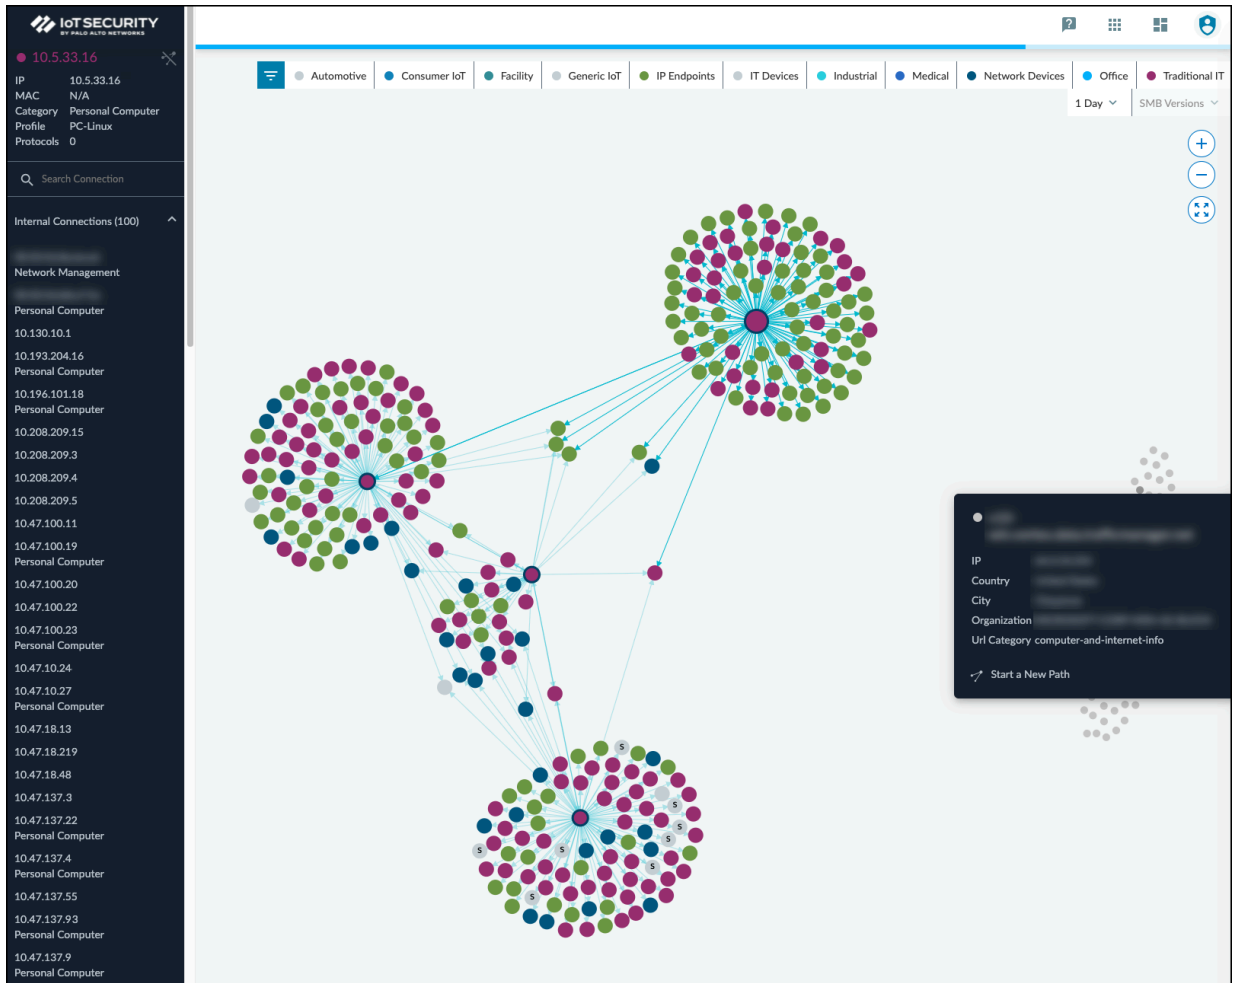 IoT SECURITY
BY PALO ALTO NETWORKS
10.5.33.16
IP 10.5.33.16
MAC N/A
Category Personal Computer
Profile PC-Linux
Protocols 0
Search Connection
Internal Connections (100)
Network Management
Personal Computer
10.130.10.1
10.193.204.16
Personal Computer
10.196.101.18
Personal Computer
10.208.209.15
10.208.209.3
10.208.209.4
10.208.209.5
10.47.100.11
10.47.100.19
Personal Computer
10.47.100.20
10.47.100.22
10.47.100.23
Personal Computer
10.47.10.24
10.47.10.27
Personal Computer
10.47.18.13
10.47.18.219
10.47.18.48
10.47.137.3
10.47.137.22
Personal Computer
10.47.137.4
Personal Computer
10.47.137.55
10.47.137.93
Personal Computer
10.47.137.9
Personal Computer
Automotive Consumer IoT Facility Generic IoT IP Endpoints IT Devices Industrial Medical Network Devices Office Traditional IT
1 Day SMB Versions
S
S
S
S
S
S
S
S
IP
Country
City
Organization
Url Category computer-and-internet-info
Start a New Path